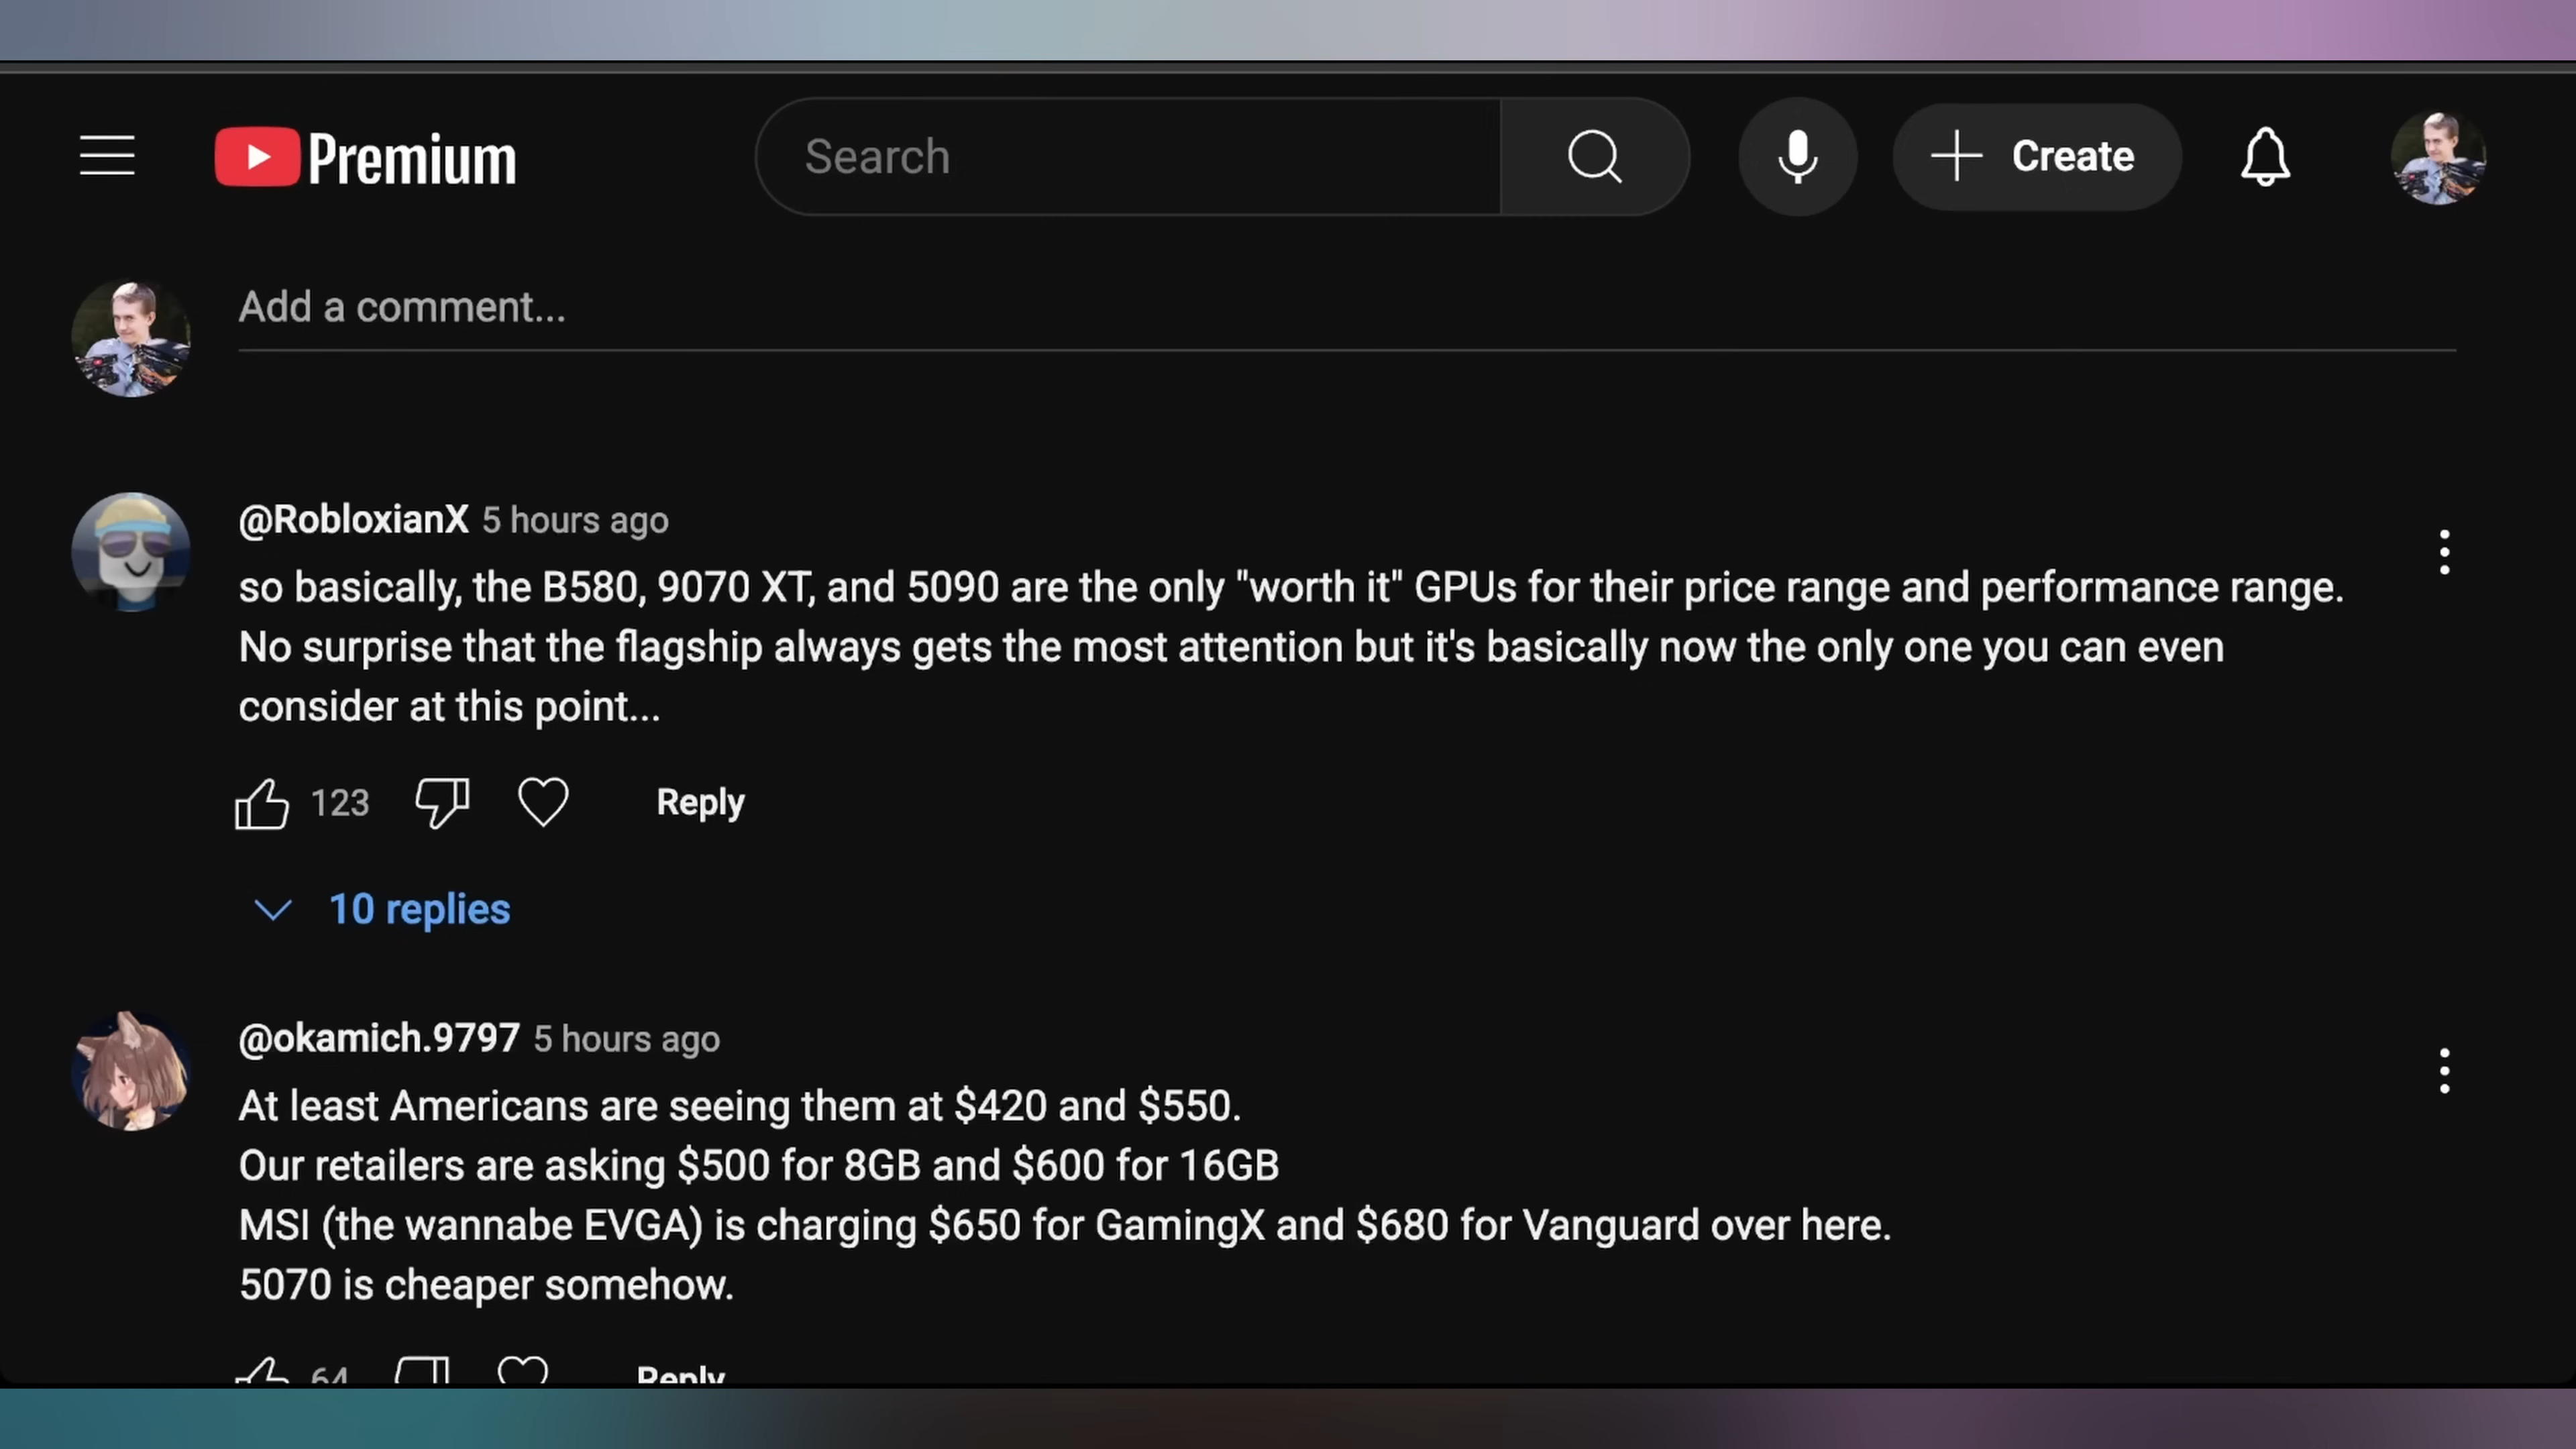 Premium
Search
Create
Add a comment...
@RobloxianX 5 hours ago
so basically, the B580, 9070 XT, and 5090 are the only "worth it" GPUs for their price range and performance range.
No surprise that the flagship always gets the most attention but it's basically now the only one you can even
consider at this point...
123
Reply
10 replies
@okamich.9797 5 hours ago
At least Americans are seeing them at $420 and $550.
Our retailers are asking $500 for 8GB and $600 for 16GB
MSI (the wannabe EVGA) is charging $650 for GamingX and $680 for Vanguard over here.
5070 is cheaper somehow.
64
Reply